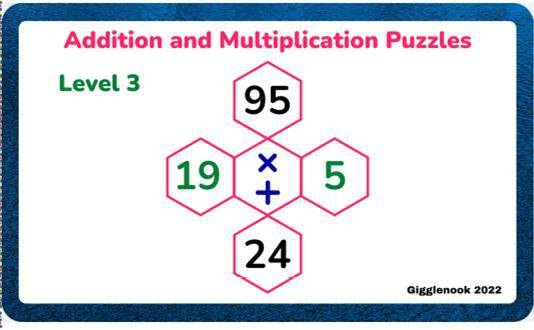 Addition and Multiplication Puzzles
Level 3
95
19 × 5
+
24
Gigglenook 2022